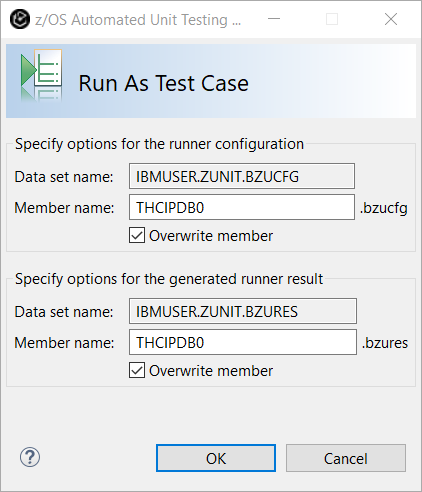 z/OS Automated Unit Testing ...
Run As Test Case
Specify options for the runner configuration
Data set name: IBMUSER.ZUNIT.BZUCFG
Member name: THCIPDB0 .bzucfg
Overwrite member
Specify options for the generated runner result
Data set name: IBMUSER.ZUNIT.BZURES
Member name: THCIPDB0 .bzures
Overwrite member
? OK Cancel